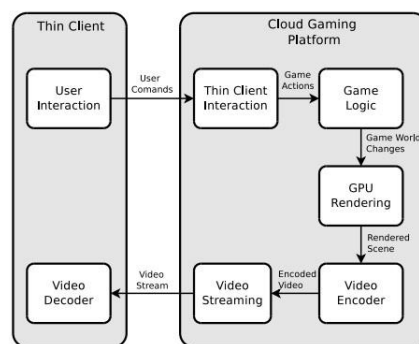 Thin Client
Cloud Gaming
Platform
User
Interaction
User
Comands
Thin Client
Interaction
Game
Actions
Game
Logic
Game World
Changes
GPU
Rendering
Rendered
Scene
Video
Decoder
Video
Stream
Video
Streaming
Encoded
Video
Video
Encoder